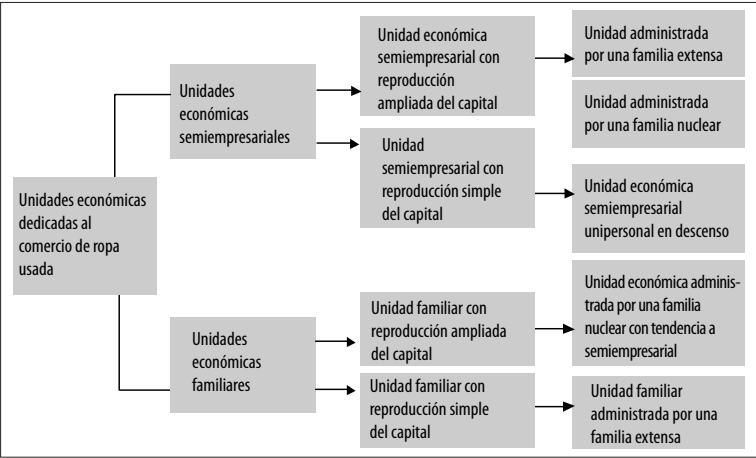 Unidades económicas
dedicadas al
comercio de ropa
usada
Unidades
económicas
semiempresariales
Unidad económica
semiempresarial con
reproducción
ampliada del capital
Unidad administrada
por una familia extensa
Unidad administrada
por una familia nuclear
Unidad
semiempresarial con
reproducción simple
del capital
Unidad económica
semiempresarial
unipersonal en descenso
Unidades
económicas
familiares
Unidad familiar con
reproducción ampliada
del capital
Unidad económica adminis-
trada por una familia
nuclear con tendencia a
semiempresarial
Unidad familiar con
reproducción simple
del capital
Unidad familiar
administrada por una
familia extensa